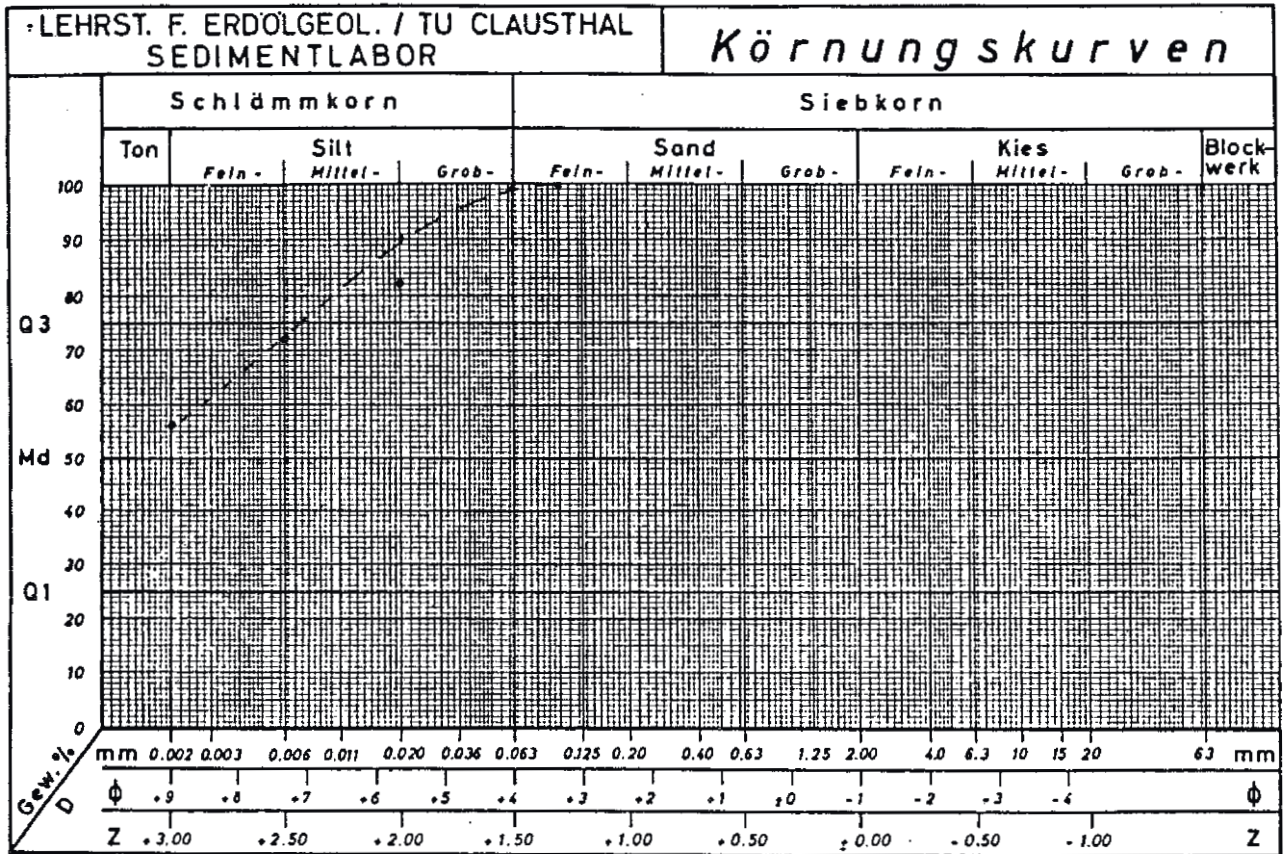 LEHRST. F. ERDÖLGEOL. / TU CLAUSTHAL
SEDIMENTLABOR
Körnungskurven
Schlämmkorn Siebkorn
Ton Silt Sand Kies Block-
werk
Fein- Mittel- Grob- Fein- Mittel- Grob- Fein- Mittel- Grob-
100
90
80
Q3
70
60
Md 50
40
30
Q1
20
10
0
Gew.% D
mm 0.002 0.003 0.006 0.011 0.020 0.036 0.063 0.125 0.20 0.40 0.63 1.25 2.00 4.0 6.3 10 15 20 63 mm
ϕ +9 +8 +7 +6 +5 +4 +3 +2 +1 ±0 -1 -2 -3 -4 ϕ
Z +3.00 +2.50 +2.00 +1.50 +1.00 +0.50 ±0.00 -0.50 -1.00 Z